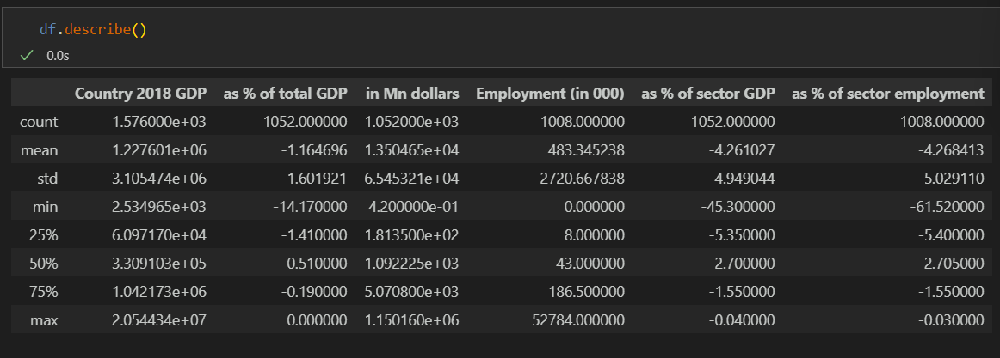 df.describe()
✓ 0.0s
Country 2018 GDP as % of total GDP in Mn dollars Employment (in 000) as % of sector GDP as % of sector employment
count 1.576000e+03 1052.000000 1.052000e+03 1008.000000 1052.000000 1008.000000
mean 1.227601e+06 -1.164696 1.350465e+04 483.345238 -4.261027 -4.268413
std 3.105474e+06 1.601921 6.545321e+04 2720.667838 4.949044 5.029110
min 2.534965e+03 -14.170000 4.200000e-01 0.000000 -45.300000 -61.520000
25% 6.097170e+04 -1.410000 1.813500e+02 8.000000 -5.350000 -5.400000
50% 3.309103e+05 -0.510000 1.092225e+03 43.000000 -2.700000 -2.705000
75% 1.042173e+06 -0.190000 5.070800e+03 186.500000 -1.550000 -1.550000
max 2.054434e+07 0.000000 1.150160e+06 52784.000000 -0.040000 -0.030000